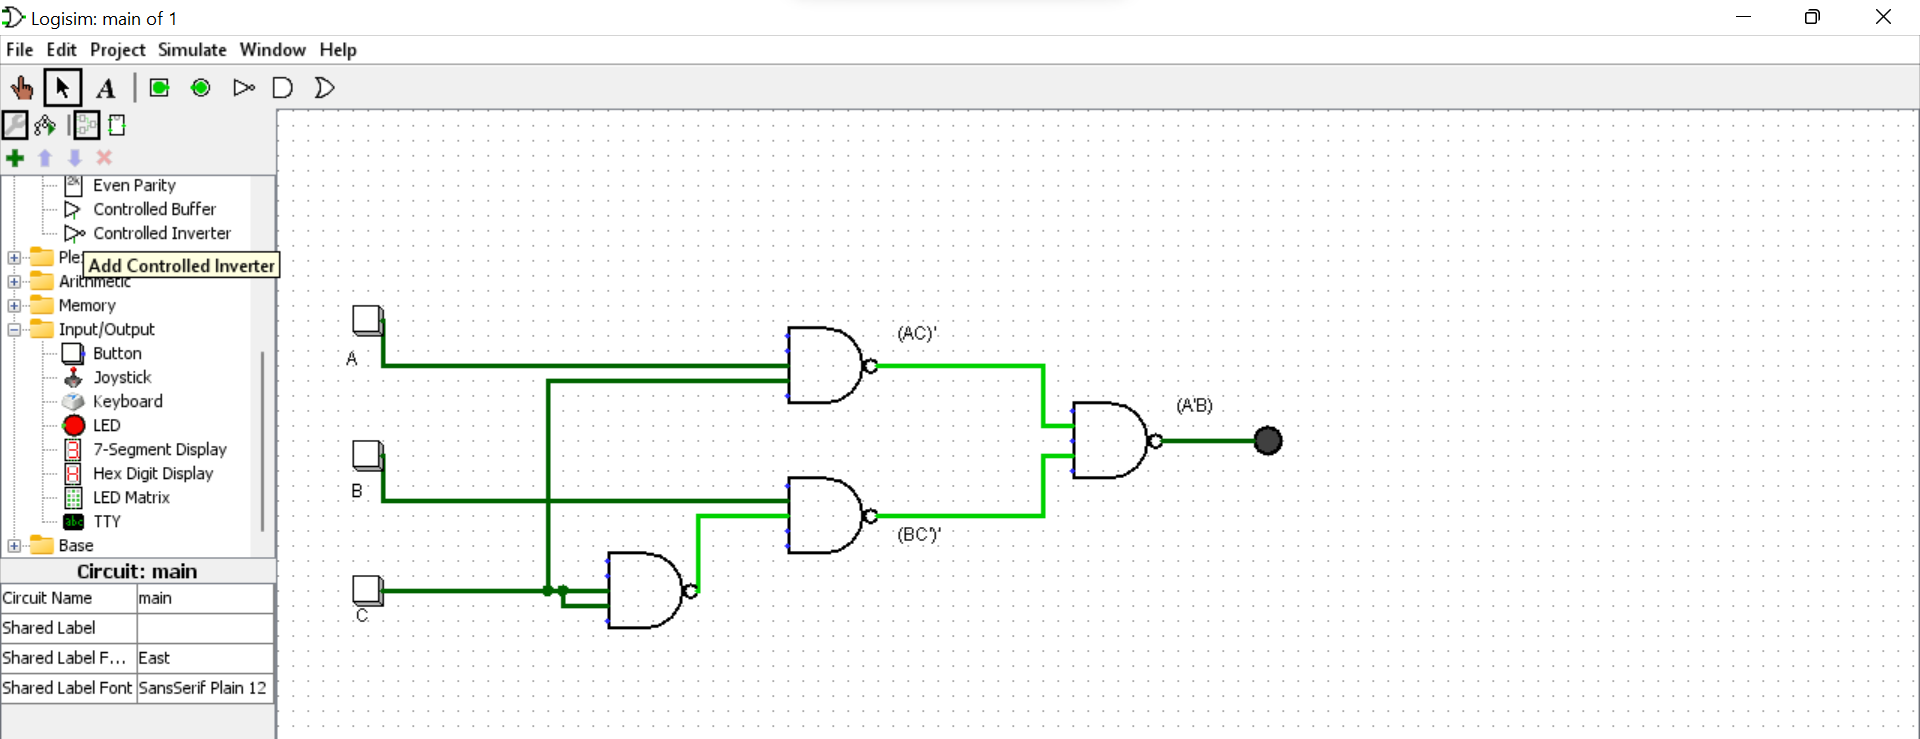 Logisim: main of 1
File Edit Project Simulate Window Help
A
Even Parity
Controlled Buffer
Controlled Inverter
Add Controlled Inverter
Arithmetic
Memory
Input/Output
Button
Joystick
Keyboard
LED
7-Segment Display
Hex Digit Display
LED Matrix
TTY
Base
Circuit: main
Circuit Name main
Shared Label
Shared Label F... East
Shared Label Font SansSerif Plain 12
A
B
C
(AC)'
(BC')'
(A'B)